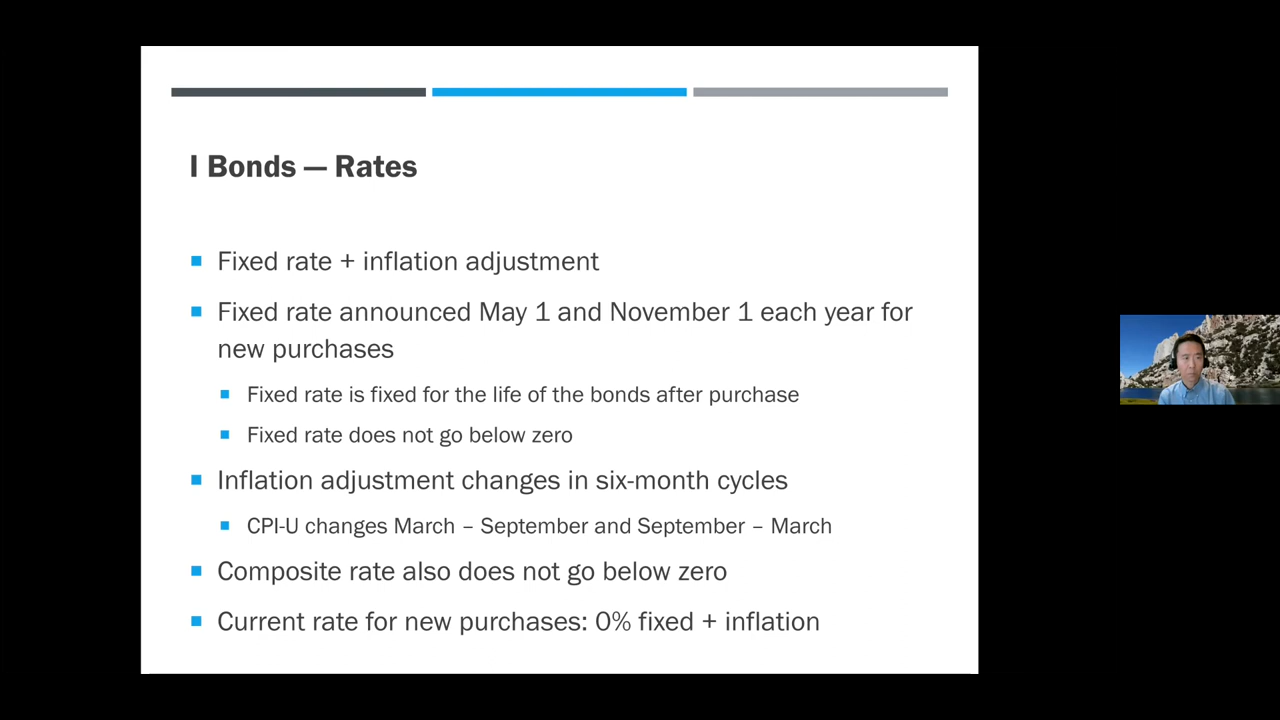 I Bonds — Rates
Fixed rate + inflation adjustment
Fixed rate announced May 1 and November 1 each year for
new purchases
Fixed rate is fixed for the life of the bonds after purchase
Fixed rate does not go below zero
Inflation adjustment changes in six-month cycles
CPI-U changes March – September and September – March
Composite rate also does not go below zero
Current rate for new purchases: 0% fixed + inflation